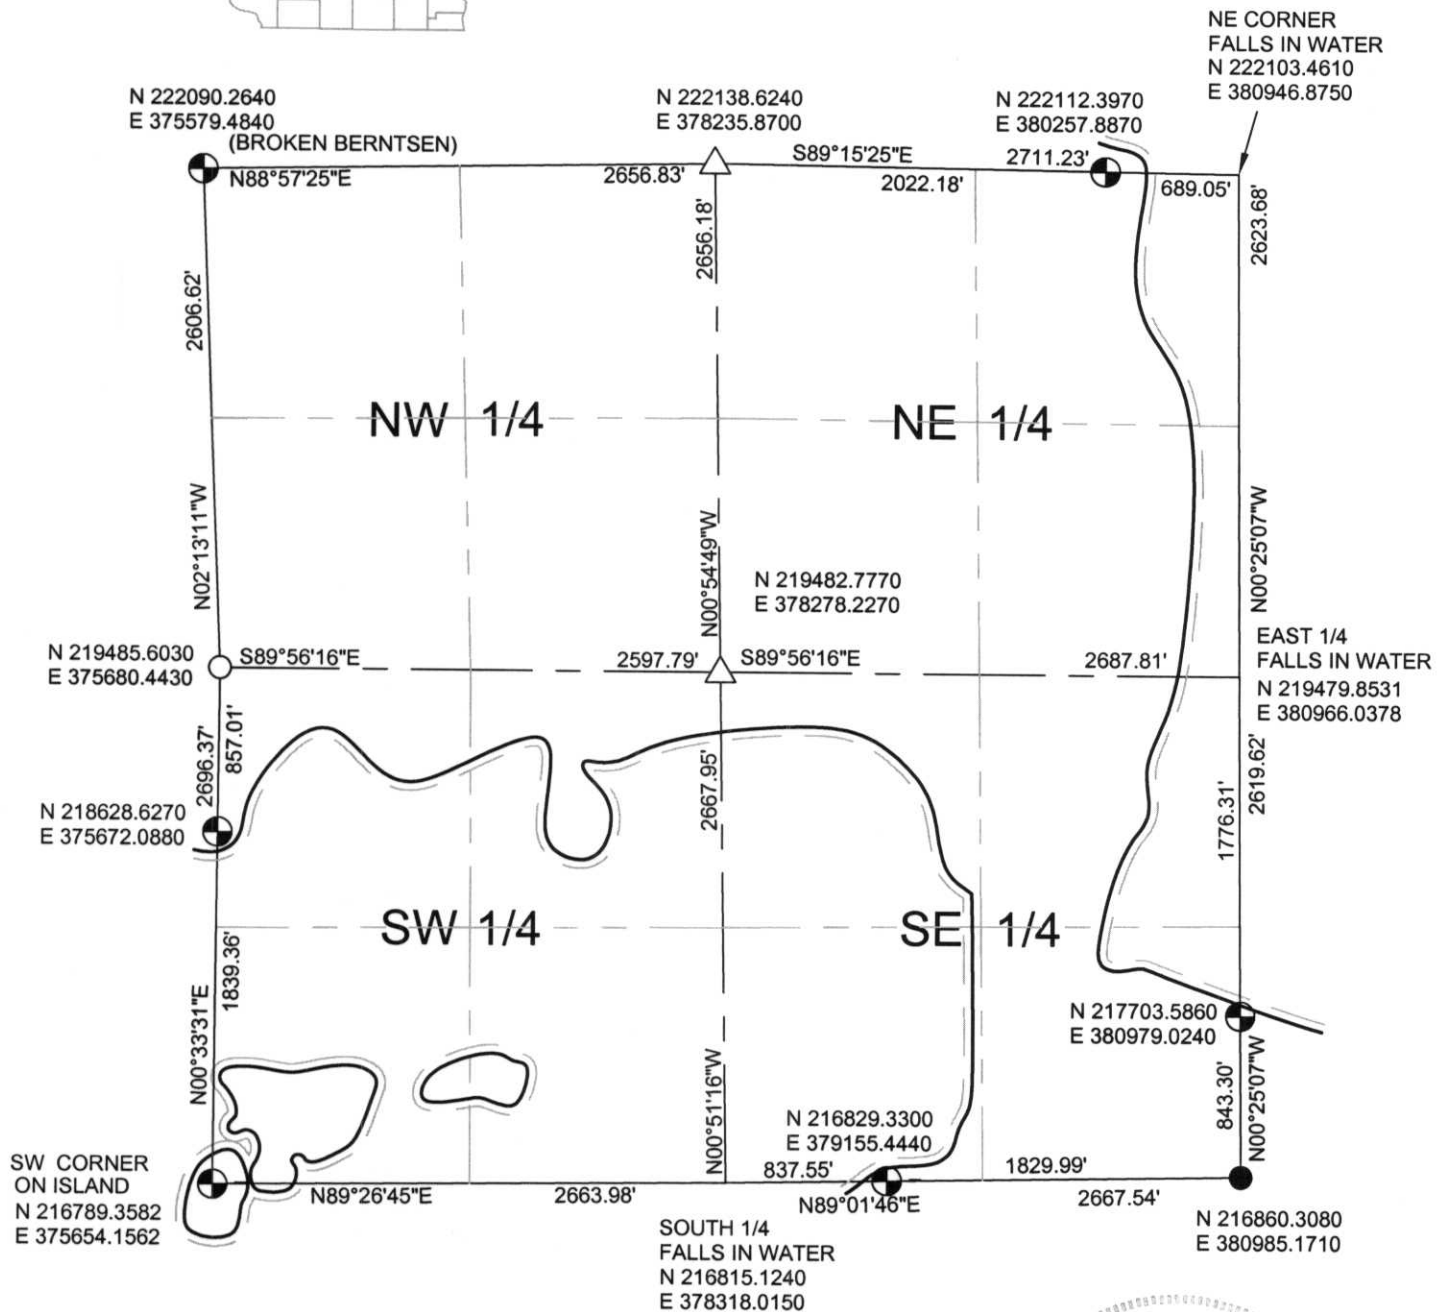 NE CORNER
FALLS IN WATER
N 222103.4610
E 380946.8750
N 222090.2640
E 375579.4840
(BROKEN BERNTSEN)
N 222138.6240
E 378235.8700
N 222112.3970
E 380257.8870
N88°57'25"E
2656.83'
S89°15'25"E
2711.23'
2022.18'
689.05'
2623.68'
2656.18'
2606.62'
NW 1/4
NE 1/4
N02°13'11"W
N00°54'49"W
N00°25'07"W
N 219482.7770
E 378278.2270
N 219485.6030
E 375680.4430
S89°56'16"E
2597.79'
S89°56'16"E
2687.81'
EAST 1/4
FALLS IN WATER
N 219479.8531
E 380966.0378
2696.37'
857.01'
2667.95'
2619.62'
1776.31'
N 218628.6270
E 375672.0880
SW 1/4
SE 1/4
1839.36'
N00°33'31"E
N 217703.5860
E 380979.0240
N00°51'16"W
843.30'
N00°25'07"W
N 216829.3300
E 379155.4440
SW CORNER
ON ISLAND
N 216789.3582
E 375654.1562
N89°26'45"E
2663.98'
837.55'
N89°01'46"E
1829.99'
2667.54'
N 216860.3080
E 380985.1710
SOUTH 1/4
FALLS IN WATER
N 216815.1240
E 378318.0150